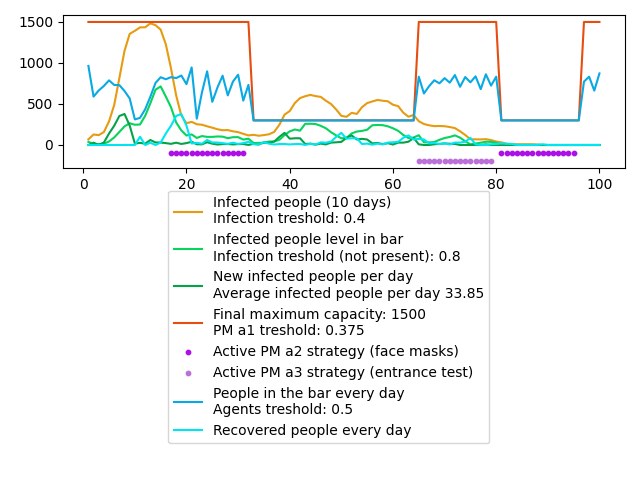 1500
1000
500
0
0 20 40 60 80 100
Infected people (10 days)
Infection treshold: 0.4
Infected people level in bar
Infection treshold (not present): 0.8
New infected people per day
Average infected people per day 33.85
Final maximum capacity: 1500
PM a1 treshold: 0.375
Active PM a2 strategy (face masks)
Active PM a3 strategy (entrance test)
People in the bar every day
Agents treshold: 0.5
Recovered people every day